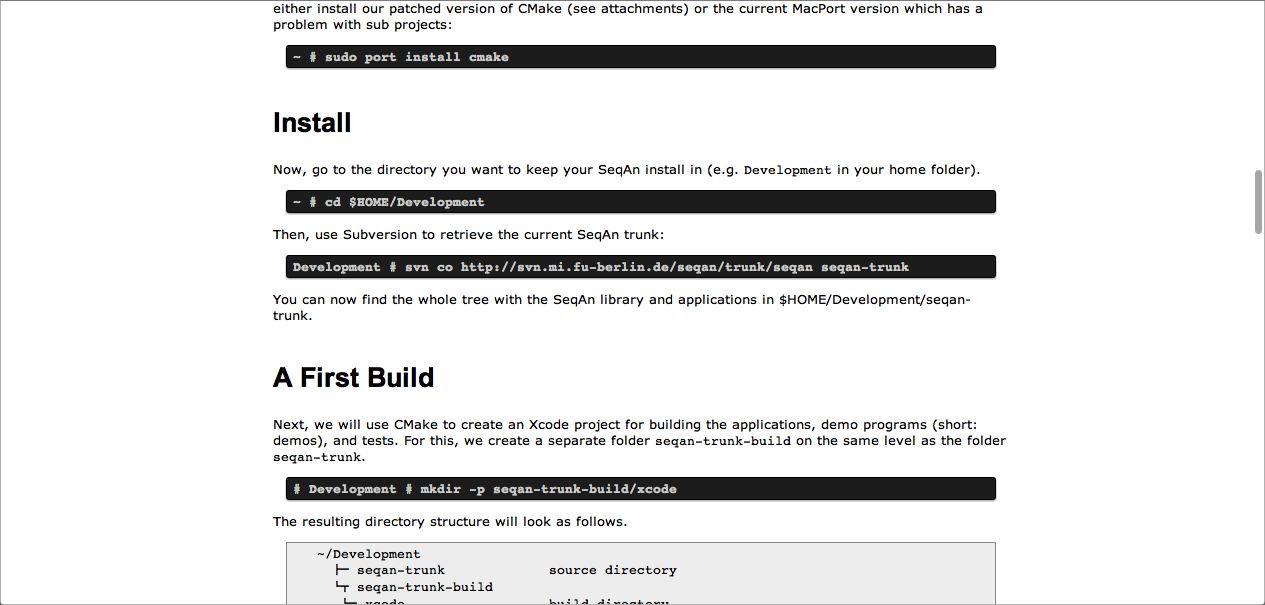 either install our patched version of CMake (see attachments) or the current MacPort version which has a
problem with sub projects:
~ # sudo port install cmake
Install
Now, go to the directory you want to keep your SeqAn install in (e.g. Development in your home folder).
~ # cd $HOME/Development
Then, use Subversion to retrieve the current SeqAn trunk:
Development # svn co http://svn.mi.fu-berlin.de/seqan/trunk/seqan seqan-trunk
You can now find the whole tree with the SeqAn library and applications in $HOME/Development/seqan-
trunk.
A First Build
Next, we will use CMake to create an Xcode project for building the applications, demo programs (short:
demos), and tests. For this, we create a separate folder seqan-trunk-build on the same level as the folder
seqan-trunk.
# Development # mkdir -p seqan-trunk-build/xcode
The resulting directory structure will look as follows.
~/Development
├─ seqan-trunk source directory
└┬ seqan-trunk-build
└─ xcode build directory